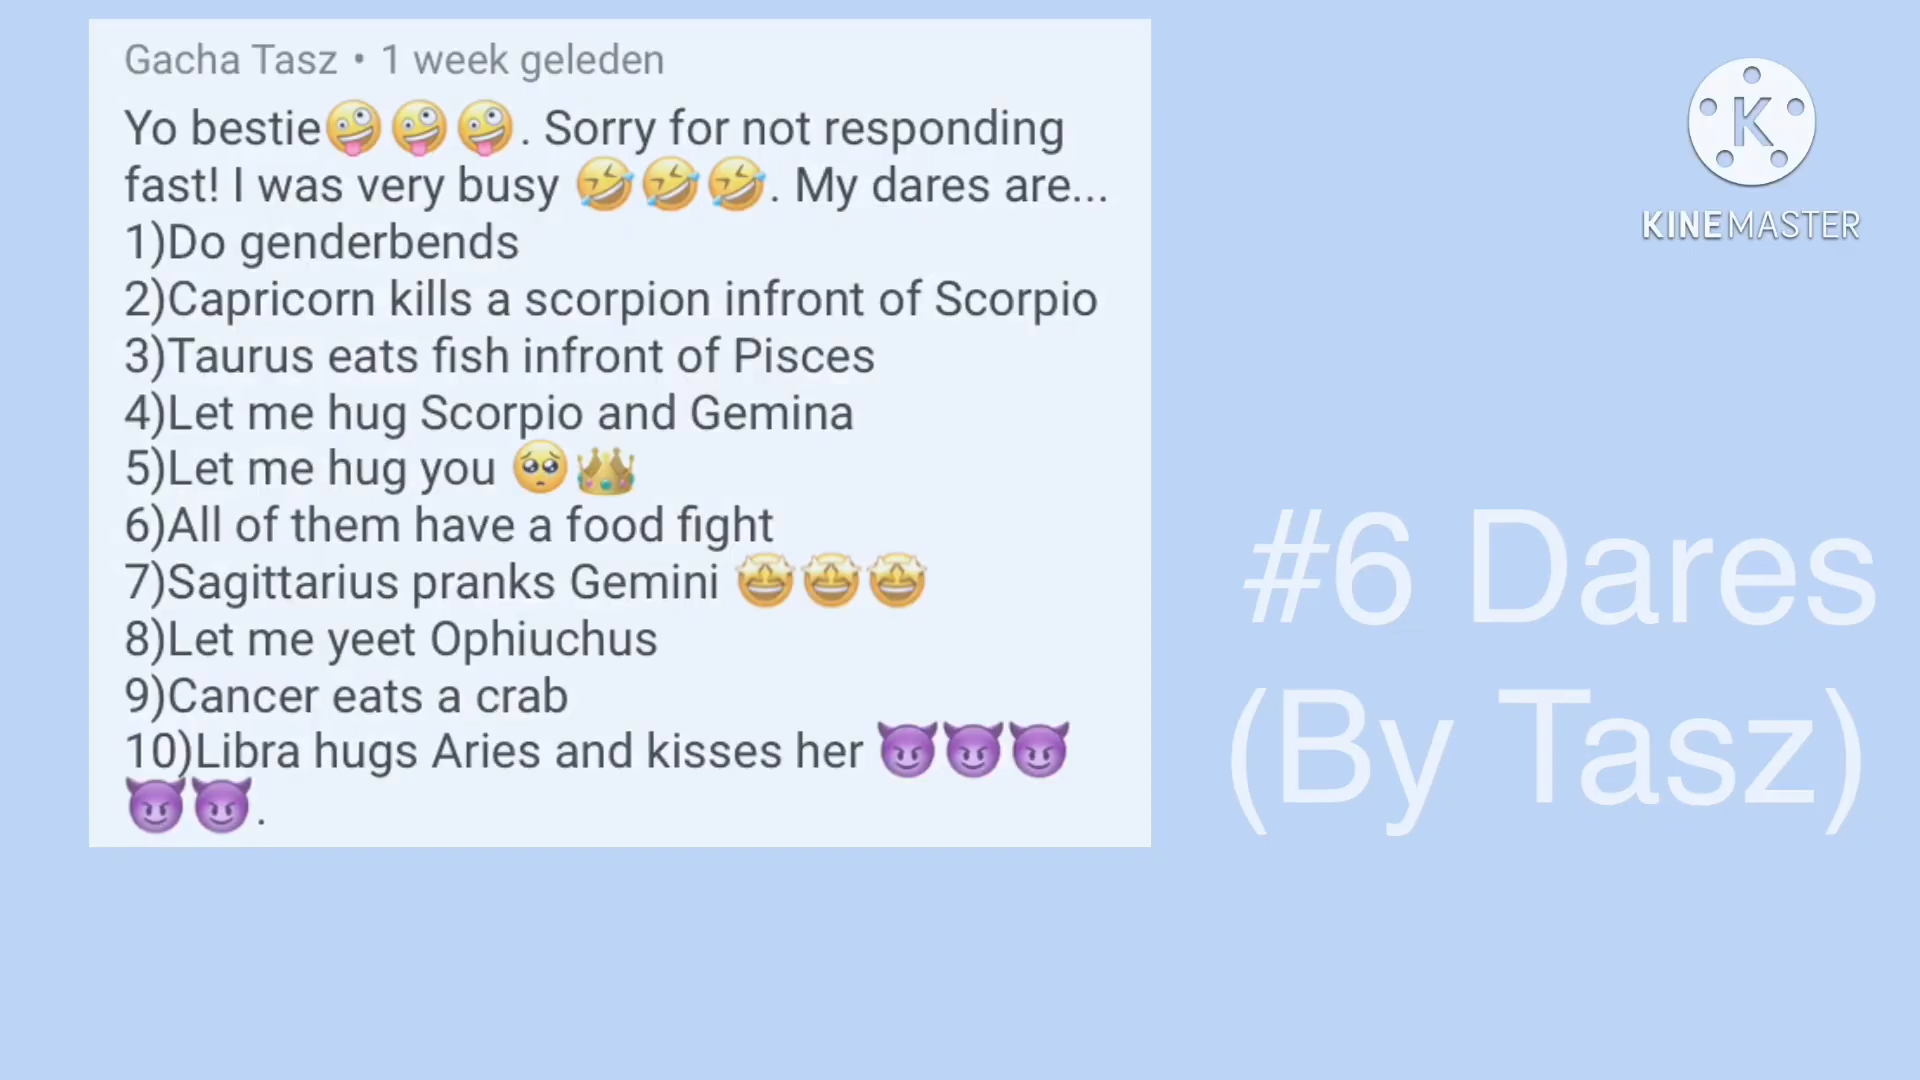 Gacha Tasz • 1 week geleden
Yo bestie🤪🤪🤪. Sorry for not responding
fast! I was very busy 🤣🤣🤣. My dares are...
1)Do genderbends
2)Capricorn kills a scorpion infront of Scorpio
3)Taurus eats fish infront of Pisces
4)Let me hug Scorpio and Gemina
5)Let me hug you 🥺👑
6)All of them have a food fight
7)Sagittarius pranks Gemini 🤩🤩🤩
8)Let me yeet Ophiuchus
9)Cancer eats a crab
10)Libra hugs Aries and kisses her 😈😈😈
😈😈.
K
KINEMASTER
#6 Dares
(By Tasz)